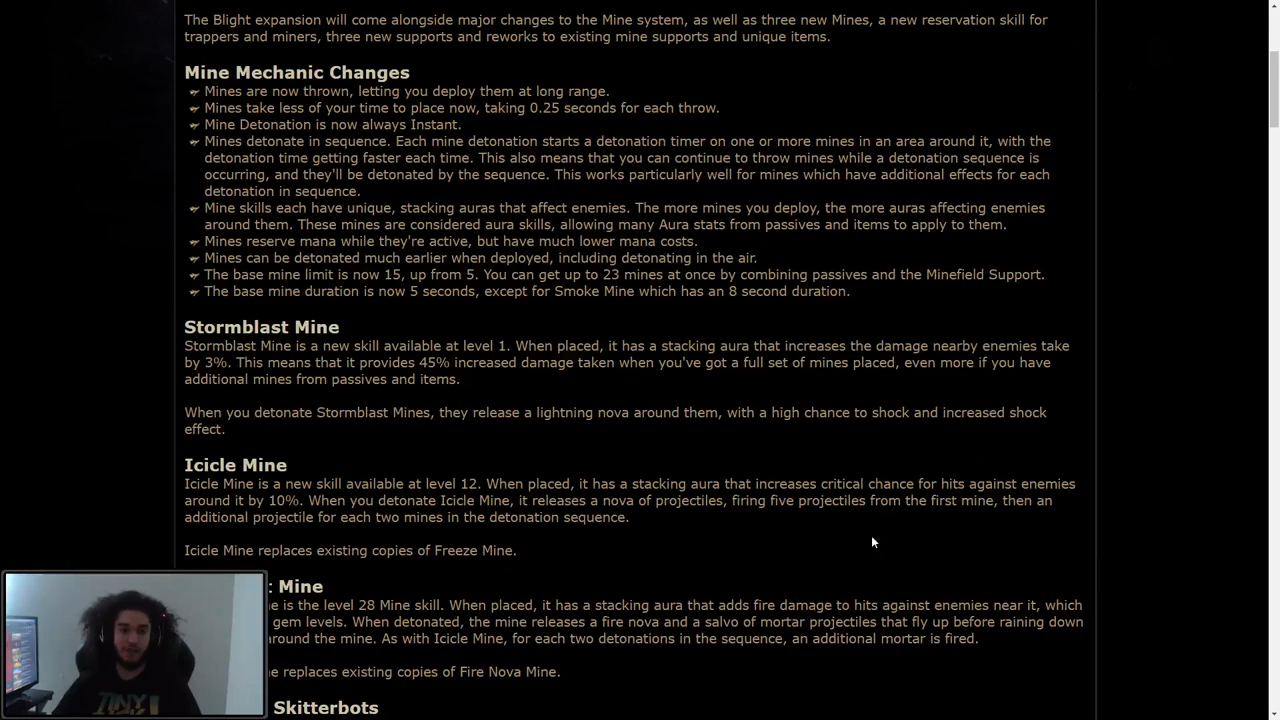 The Blight expansion will come alongside major changes to the Mine system, as well as three new Mines, a new reservation skill for
trappers and miners, three new supports and reworks to existing mine supports and unique items.
Mine Mechanic Changes
Mines are now thrown, letting you deploy them at long range.
Mines take less of your time to place now, taking 0.25 seconds for each throw.
Mine Detonation is now always Instant.
Mines detonate in sequence. Each mine detonation starts a detonation timer on one or more mines in an area around it, with the
detonation time getting faster each time. This also means that you can continue to throw mines while a detonation sequence is
occurring, and they'll be detonated by the sequence. This works particularly well for mines which have additional effects for each
detonation in sequence.
Mine skills each have unique, stacking auras that affect enemies. The more mines you deploy, the more auras affecting enemies
around them. These mines are considered aura skills, allowing many Aura stats from passives and items to apply to them.
Mines reserve mana while they're active, but have much lower mana costs.
Mines can be detonated much earlier when deployed, including detonating in the air.
The base mine limit is now 15, up from 5. You can get up to 23 mines at once by combining passives and the Minefield Support.
The base mine duration is now 5 seconds, except for Smoke Mine which has an 8 second duration.
Stormblast Mine
Stormblast Mine is a new skill available at level 1. When placed, it has a stacking aura that increases the damage nearby enemies take
by 3%. This means that it provides 45% increased damage taken when you've got a full set of mines placed, even more if you have
additional mines from passives and items.
When you detonate Stormblast Mines, they release a lightning nova around them, with a high chance to shock and increased shock
effect.
Icicle Mine
Icicle Mine is a new skill available at level 12. When placed, it has a stacking aura that increases critical chance for hits against enemies
around it by 10%. When you detonate Icicle Mine, it releases a nova of projectiles, firing five projectiles from the first mine, then an
additional projectile for each two mines in the detonation sequence.
Icicle Mine replaces existing copies of Freeze Mine.
Mine
is the level 28 Mine skill. When placed, it has a stacking aura that adds fire damage to hits against enemies near it, which
gem levels. When detonated, the mine releases a fire nova and a salvo of mortar projectiles that fly up before raining down
around the mine. As with Icicle Mine, for each two detonations in the sequence, an additional mortar is fired.
replaces existing copies of Fire Nova Mine.
Skitterbots
TINY